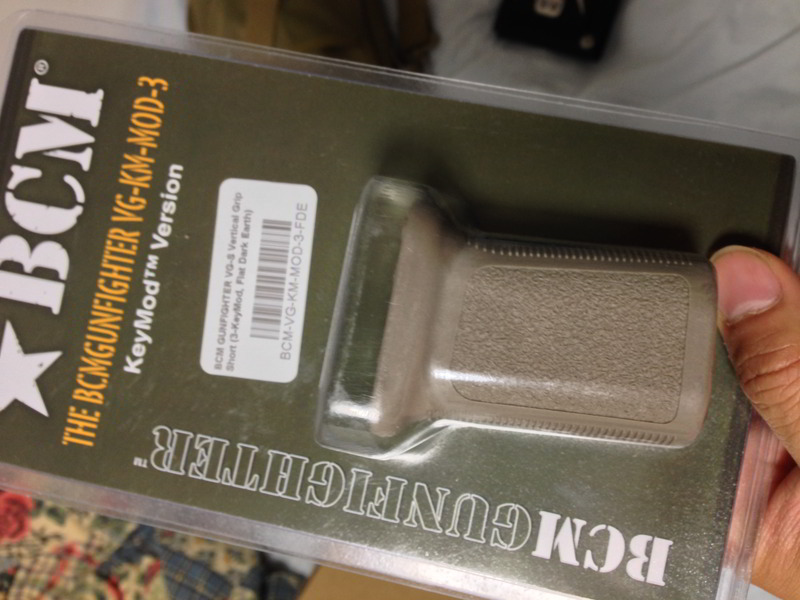 BCM®
THE BCMGUNFIGHTER VG-KM-MOD-3
KeyMod™ Version
BCM GUNFIGHTER VG-S Vertical Grip
Short (3-KeyMod, Flat Dark Earth)
BCM-VG-KM-MOD-3-FDE
BCMGUNFIGHTER™